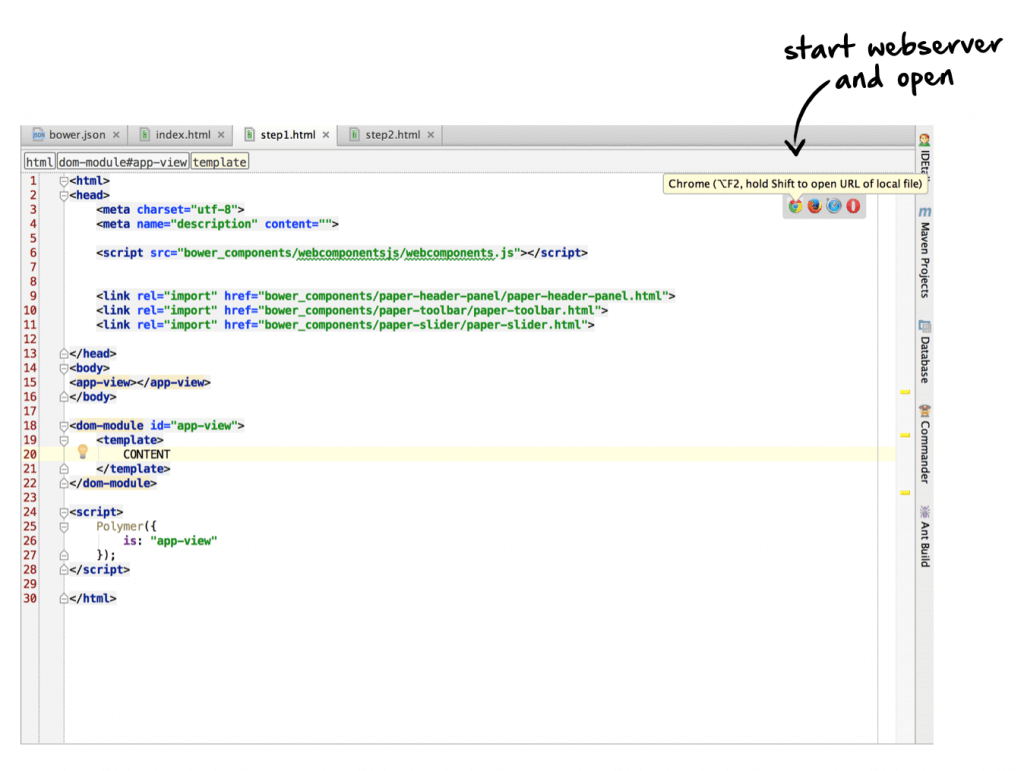 start webserver
and open
bower.json
index.html
step1.html
step2.html
html dom-module#app-view template
Chrome (⌥F2, hold Shift to open URL of local file)
1 <html>
2 <head>
3 <meta charset="utf-8">
4 <meta name="description" content="">
5
6 <script src="bower_components/webcomponentsjs/webcomponents.js"></script>
7
8
9 <link rel="import" href="bower_components/paper-header-panel/paper-header-panel.html">
10 <link rel="import" href="bower_components/paper-toolbar/paper-toolbar.html">
11 <link rel="import" href="bower_components/paper-slider/paper-slider.html">
12
13 </head>
14 <body>
15 <app-view></app-view>
16 </body>
17
18 <dom-module id="app-view">
19 <template>
20 CONTENT
21 </template>
22 </dom-module>
23
24 <script>
25 Polymer({
26 is: "app-view"
27 });
28 </script>
29
30 </html>
m Maven Projects
Database
Commander
Ant Build